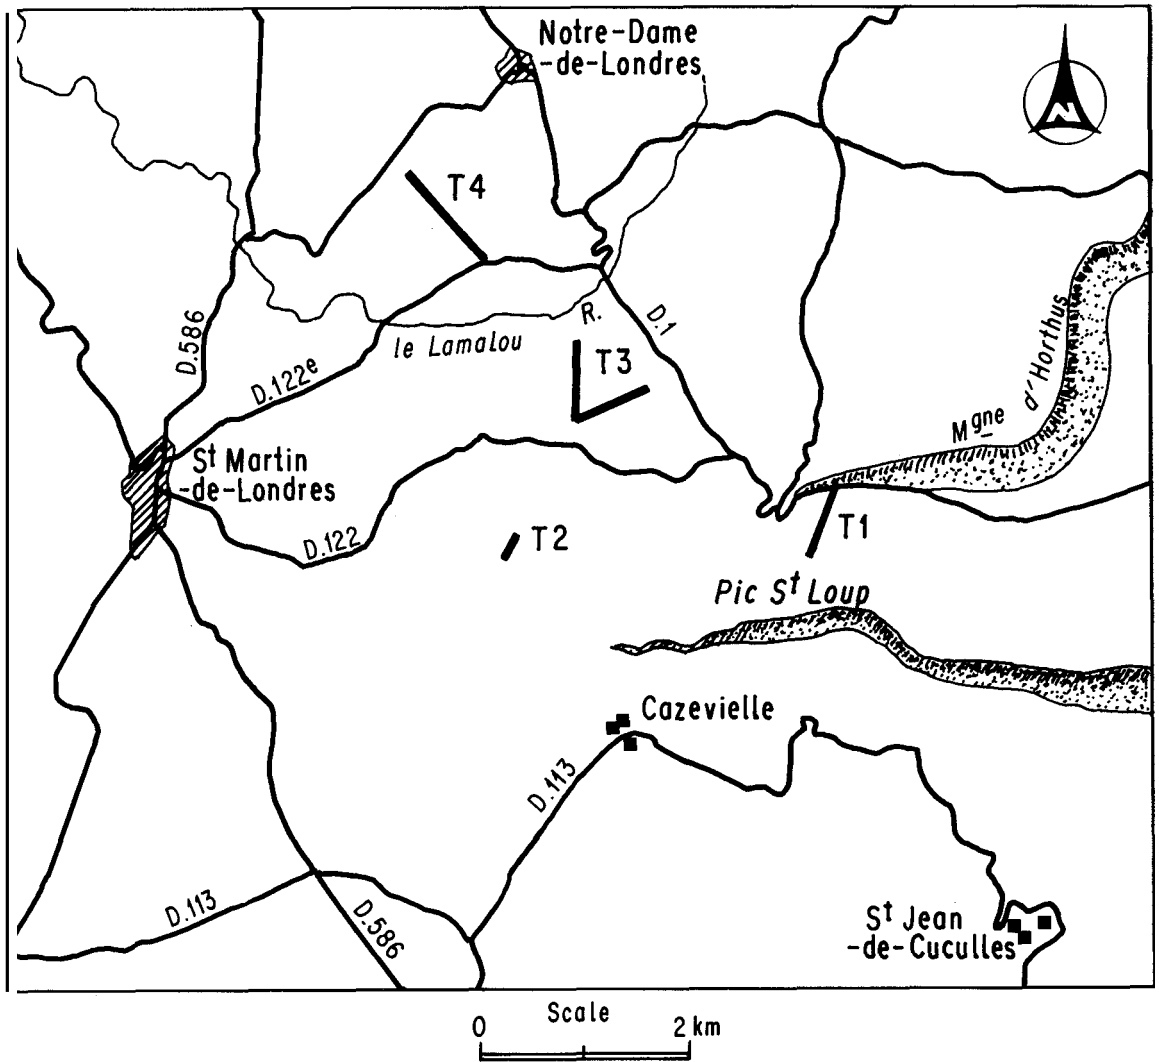 Notre-Dame
-de-Londres
N
T4
D.586
D.122e
le Lamalou
R.
D.1
T3
Mgne d'Horthus
St Martin
-de-Londres
D.122
T2
T1
Pic St Loup
Cazevielle
D.113
D.113
D.586
St Jean
-de-Cuculles
Scale
0 2 km